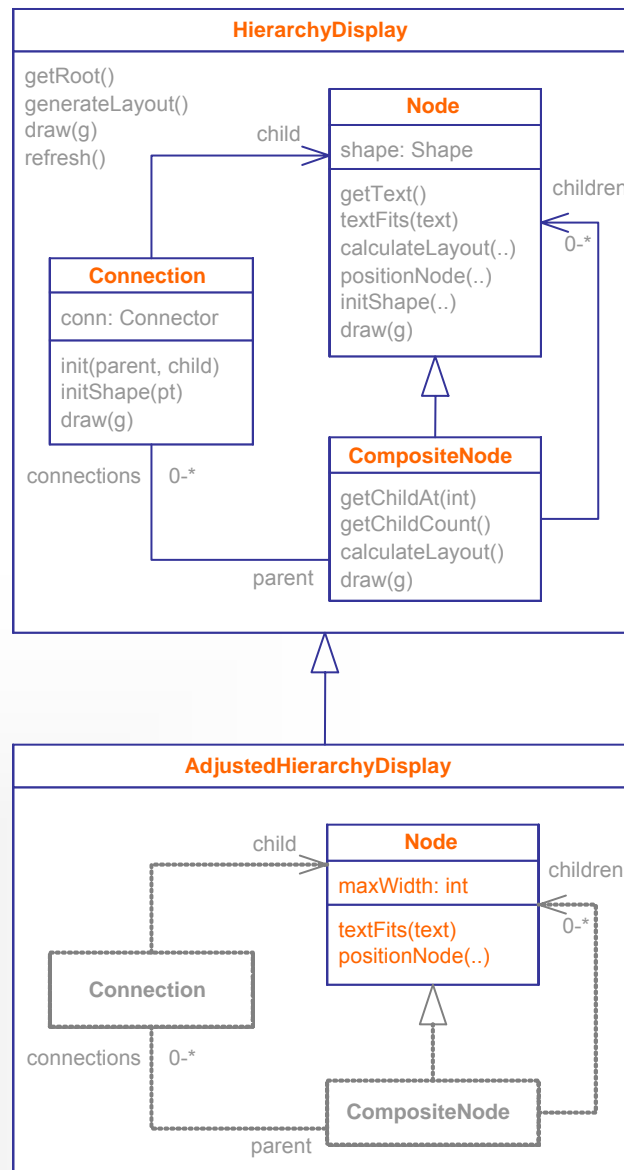 HierarchyDisplay
getRoot()
generateLayout()
draw(g)
refresh()
child
Node
shape: Shape
getText()
textFits(text)
calculateLayout(..)
positionNode(..)
initShape(..)
draw(g)
children
0-*
Connection
conn: Connector
init(parent, child)
initShape(pt)
draw(g)
connections 0-*
CompositeNode
getChildAt(int)
getChildCount()
calculateLayout()
draw(g)
parent
AdjustedHierarchyDisplay
child
Node
maxWidth: int
textFits(text)
positionNode(..)
children
0-*
Connection
connections 0-*
CompositeNode
parent